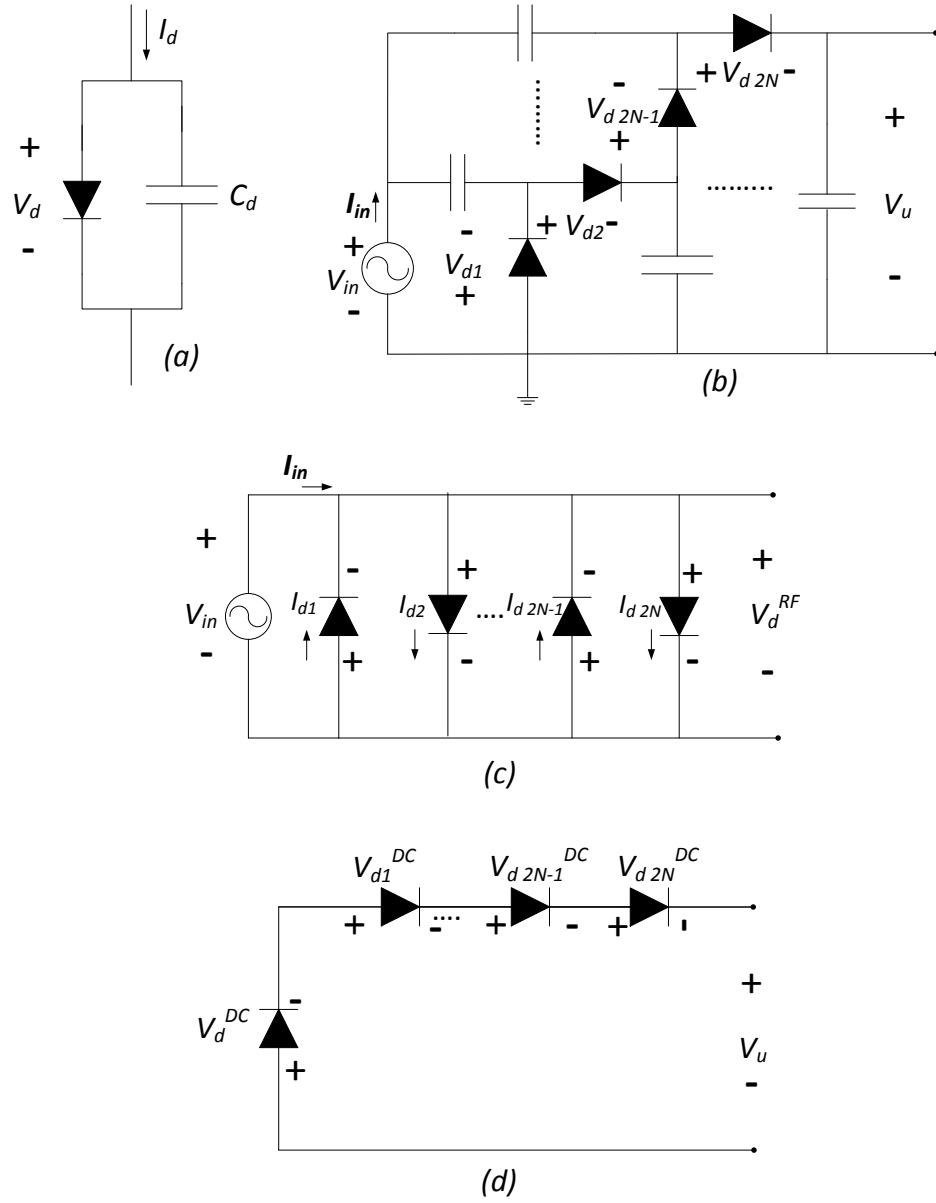 I_d
+
V_d
-
C_d
(a)
I_in
+
V_in
-
-
V_d1
+
+
V_d2
-
-
V_d 2N-1
+
+
V_d 2N
-
.........
.........
+
V_u
-
(b)
I_in
+
V_in
-
I_d1
-
+
I_d2
+
-
....
I_d 2N-1
-
+
I_d 2N
+
-
+
V_d^RF
-
(c)
V_d1^DC
V_d 2N-1^DC
V_d 2N^DC
+
-
....
+
-
+
-
V_d^DC
-
+
+
V_u
-
(d)